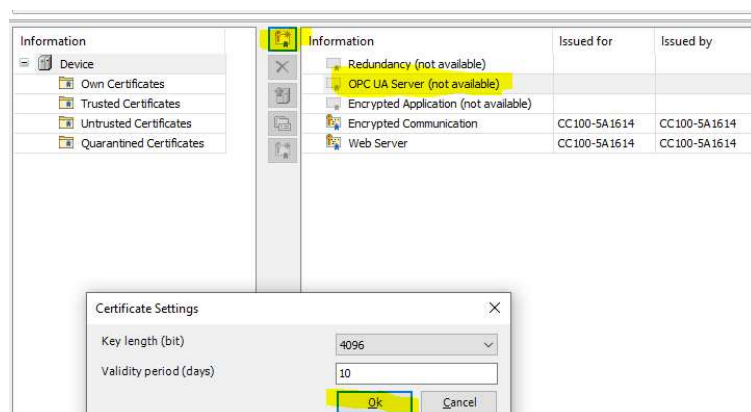 Information
Device
Own Certificates
Trusted Certificates
Untrusted Certificates
Quarantined Certificates
Information Issued for Issued by
Redundancy (not available)
OPC UA Server (not available)
Encrypted Application (not available)
Encrypted Communication CC100-5A1614 CC100-5A1614
Web Server CC100-5A1614 CC100-5A1614
Certificate Settings
Key length (bit) 4096
Validity period (days) 10
Ok Cancel